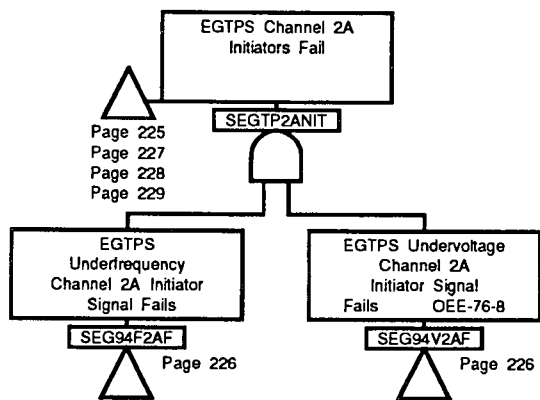 EGTPS Channel 2A
Initiators Fail
SEGTP2ANIT
Page 225
Page 227
Page 228
Page 229
EGTPS
Underfrequency
Channel 2A Initiator
Signal Fails
SEG94F2AF
Page 226
EGTPS Undervoltage
Channel 2A
Initiator Signal
Fails OEE-76-8
SEG94V2AF
Page 226